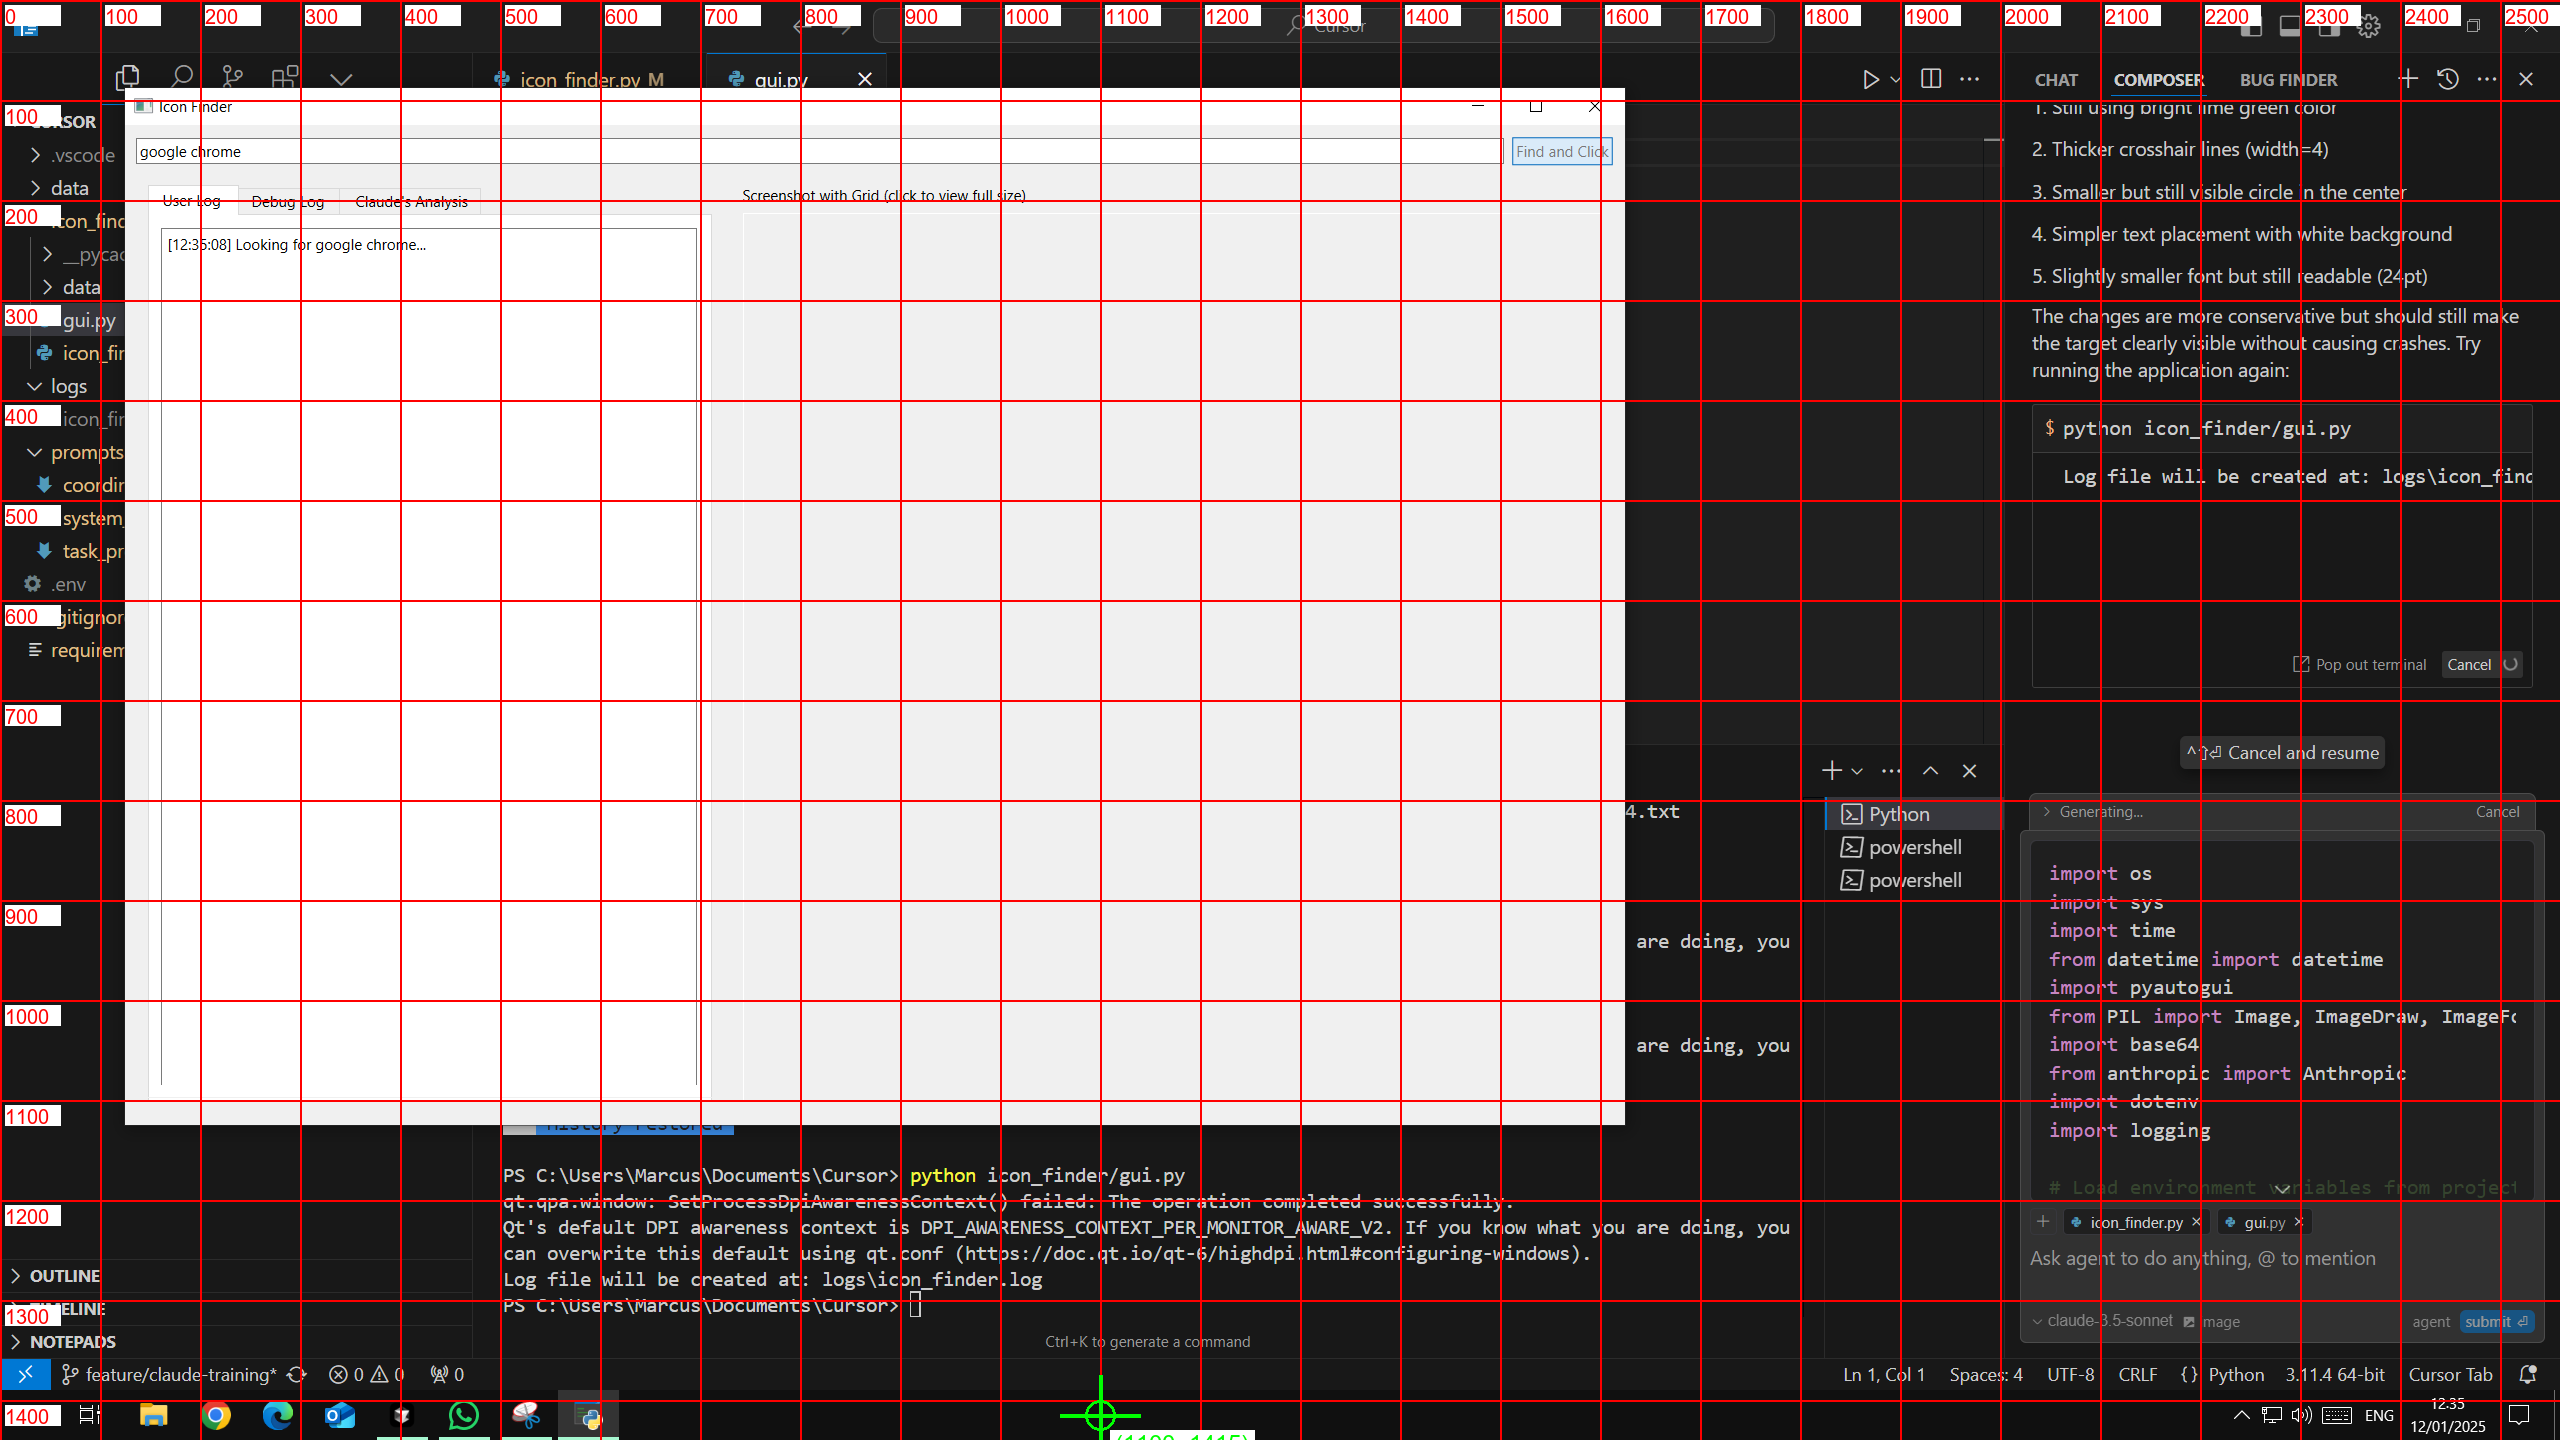 0 100 200 300 400 500 600 700 800 900 1000 1100 1200 1300 1400 1500 1600 1700 1800 1900 2000 2100 2200 2300 2400 2500
Cursor
icon_finder.py M
gui.py
CHAT COMPOSER BUG FINDER
100
200
300
400
500
600
700
800
900
1000
1100
1200
1300
1400
.vscode
data
data
gui.py
logs
prompts
.env
OUTLINE
NOTEPADS
Icon Finder
google chrome
Find and Click
User Log
Debug Log
Claude's Analysis
Screenshot with Grid (click to view full size)
[12:35:08] Looking for google chrome...
4.txt
are doing, you
are doing, you
History restored
PS C:\Users\Marcus\Documents\Cursor> python icon_finder/gui.py
qt.qpa.window: SetProcessDpiAwarenessContext() failed: The operation completed successfully.
Qt's default DPI awareness context is DPI_AWARENESS_CONTEXT_PER_MONITOR_AWARE_V2. If you know what you are doing, you
can overwrite this default using qt.conf (https://doc.qt.io/qt-6/highdpi.html#configuring-windows).
Log file will be created at: logs\icon_finder.log
PS C:\Users\Marcus\Documents\Cursor>
Ctrl+K to generate a command
Python
powershell
powershell
1. Still using bright lime green color
2. Thicker crosshair lines (width=4)
3. Smaller but still visible circle in the center
4. Simpler text placement with white background
5. Slightly smaller font but still readable (24pt)
The changes are more conservative but should still make
the target clearly visible without causing crashes. Try
running the application again:
$ python icon_finder/gui.py
Log file will be created at: logs\icon_find
Pop out terminal
Cancel
Cancel and resume
Generating...
Cancel
import os
import sys
import time
from datetime import datetime
import pyautogui
from PIL import Image, ImageDraw, ImageFo
import base64
from anthropic import Anthropic
import dotenv
import logging
# Load environment variables from project
icon_finder.py
gui.py
Ask agent to do anything, @ to mention
claude-3.5-sonnet
agent
submit
feature/claude-training*
0 0
0
Ln 1, Col 1
Spaces: 4
UTF-8
CRLF
{} Python
3.11.4 64-bit
Cursor Tab
ENG
12:35
12/01/2025